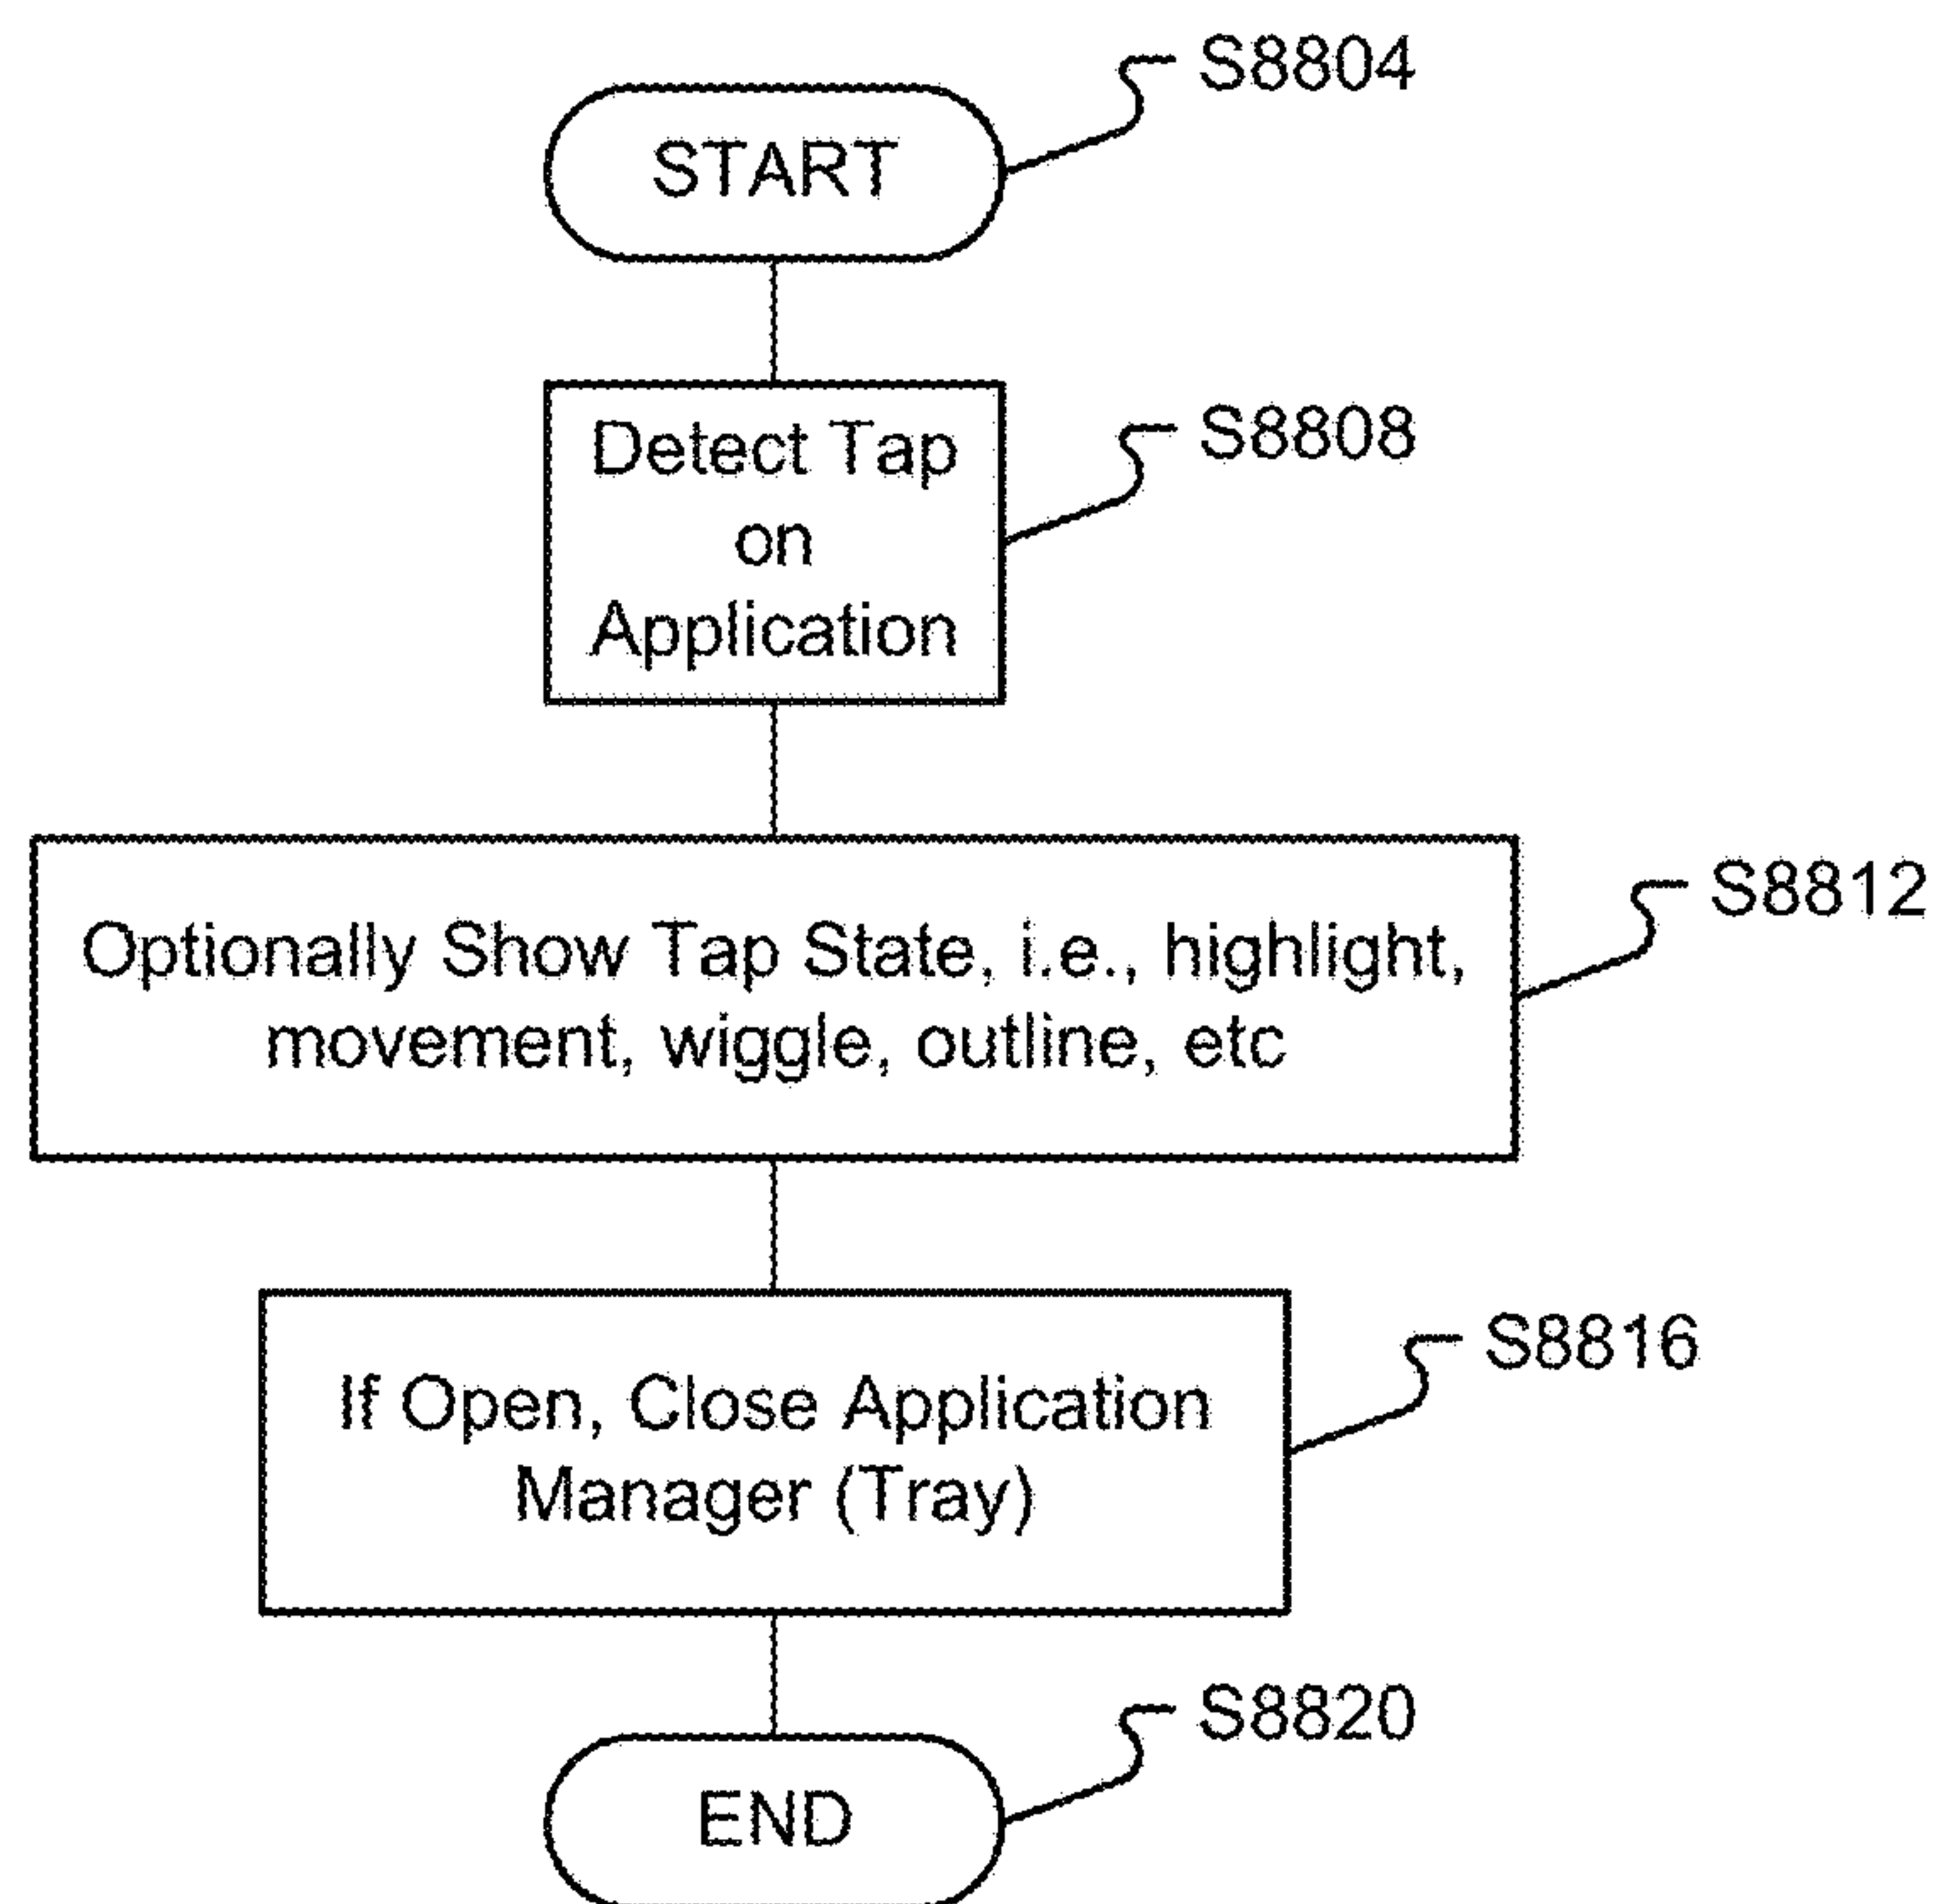 S8804
START
S8808
Detect Tap
on
Application
S8812
Optionally Show Tap State, i.e., highlight,
movement, wiggle, outline, etc
S8816
If Open, Close Application
Manager (Tray)
S8820
END